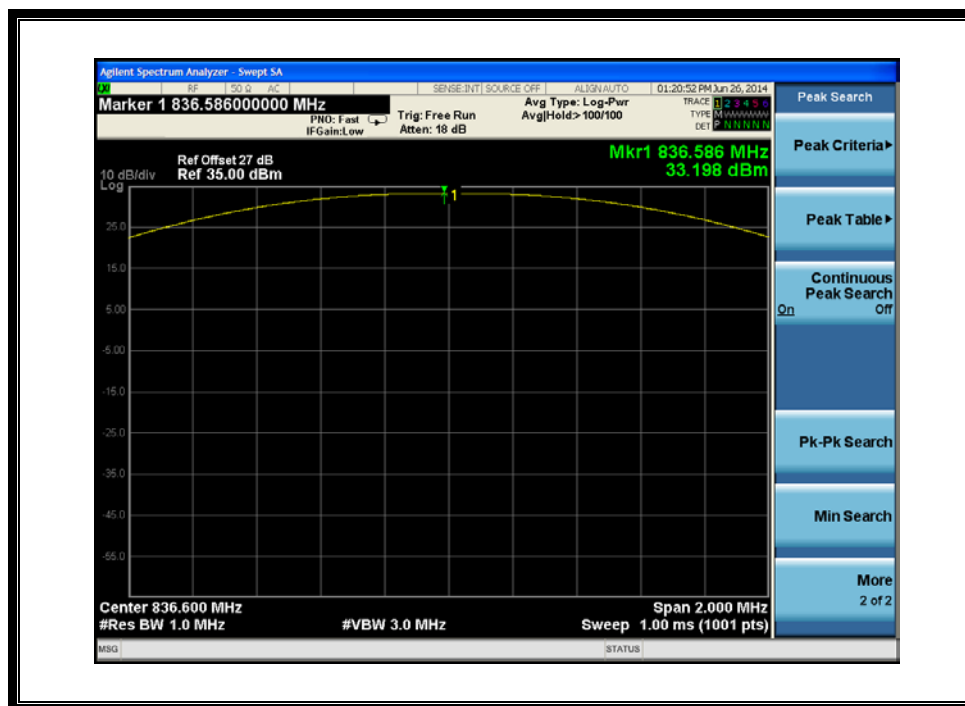 Agilent Spectrum Analyzer - Swept SA
LXI RF 50 Ω AC SENSE:INT SOURCE OFF ALIGN AUTO 01:20:52 PM Jun 26, 2014
Marker 1 836.586000000 MHz
PNO: Fast
IFGain:Low
Trig: Free Run
Atten: 18 dB
Avg Type: Log-Pwr
Avg|Hold:> 100/100
TRACE 1 2 3 4 5 6
TYPE M
DET P N N N N N
Ref Offset 27 dB
Ref 35.00 dBm
10 dB/div
Log
Mkr1 836.586 MHz
33.198 dBm
1
25.0
15.0
5.00
-5.00
-15.0
-25.0
-35.0
-45.0
-55.0
Center 836.600 MHz
#Res BW 1.0 MHz
#VBW 3.0 MHz
Span 2.000 MHz
Sweep 1.00 ms (1001 pts)
MSG
STATUS
Peak Search
Peak Criteria
Peak Table
Continuous
Peak Search
On Off
Pk-Pk Search
Min Search
More
2 of 2